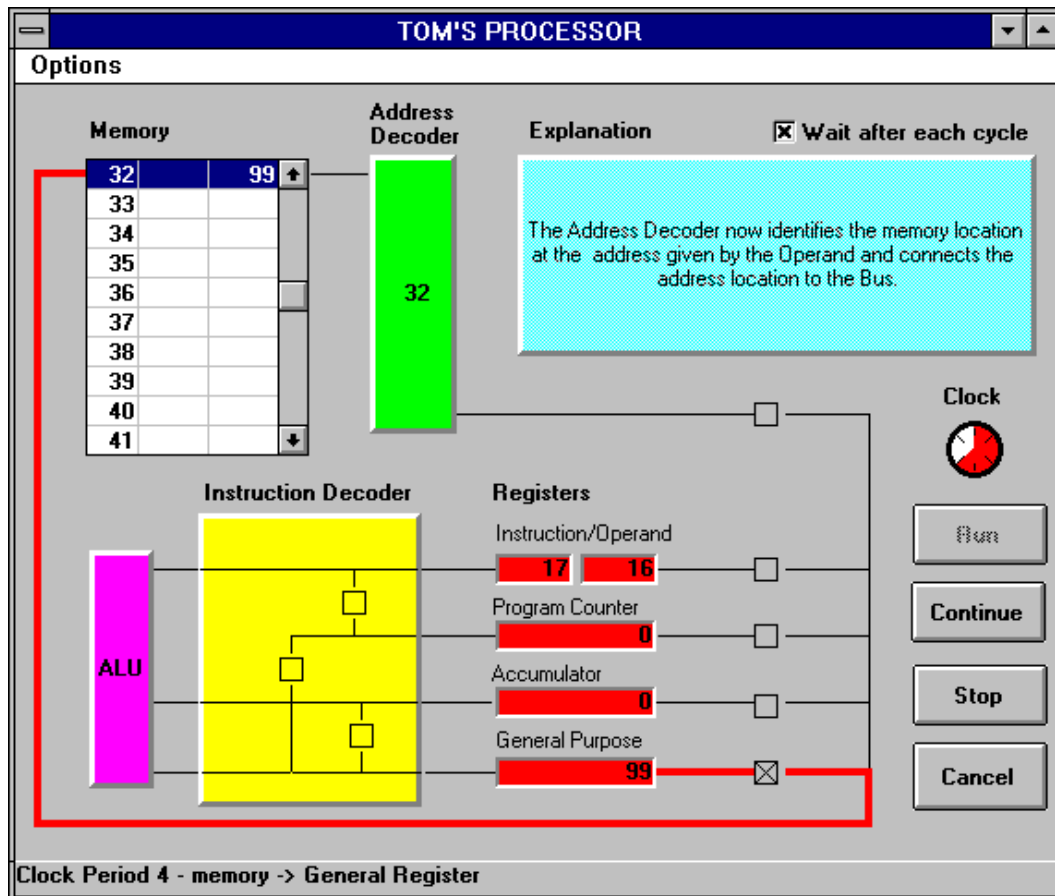 TOM'S PROCESSOR
Options
Memory
Address
Decoder
Explanation
Wait after each cycle
32 99
33
34
35
36
37
38
39
40
41
32
The Address Decoder now identifies the memory location
at the address given by the Operand and connects the
address location to the Bus.
Clock
Instruction Decoder
Registers
Instruction/Operand
17 16
Program Counter
0
Accumulator
0
General Purpose
99
ALU
Run
Continue
Stop
Cancel
Clock Period 4 - memory -> General Register